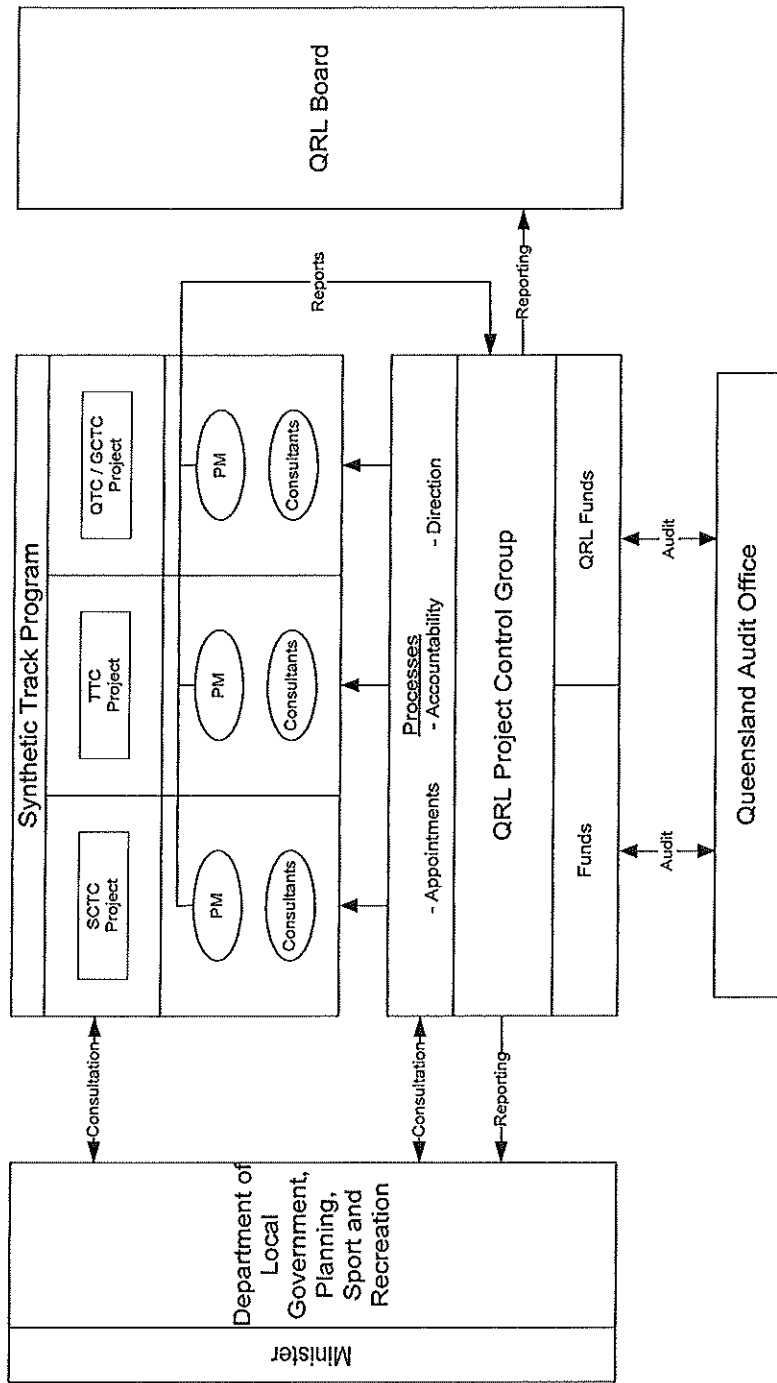 Minister
Department of
Local
Government,
Planning,
Sport and
Recreation
Consultation
Consultation
Reporting
Synthetic Track Program
SCTC
Project
TTC
Project
QTC / GCTC
Project
PM
PM
PM
Consultants
Consultants
Consultants
Reports
Processes
- Appointments
- Accountability
- Direction
QRL Project Control Group
Funds
QRL Funds
Reporting
QRL Board
Audit
Audit
Queensland Audit Office